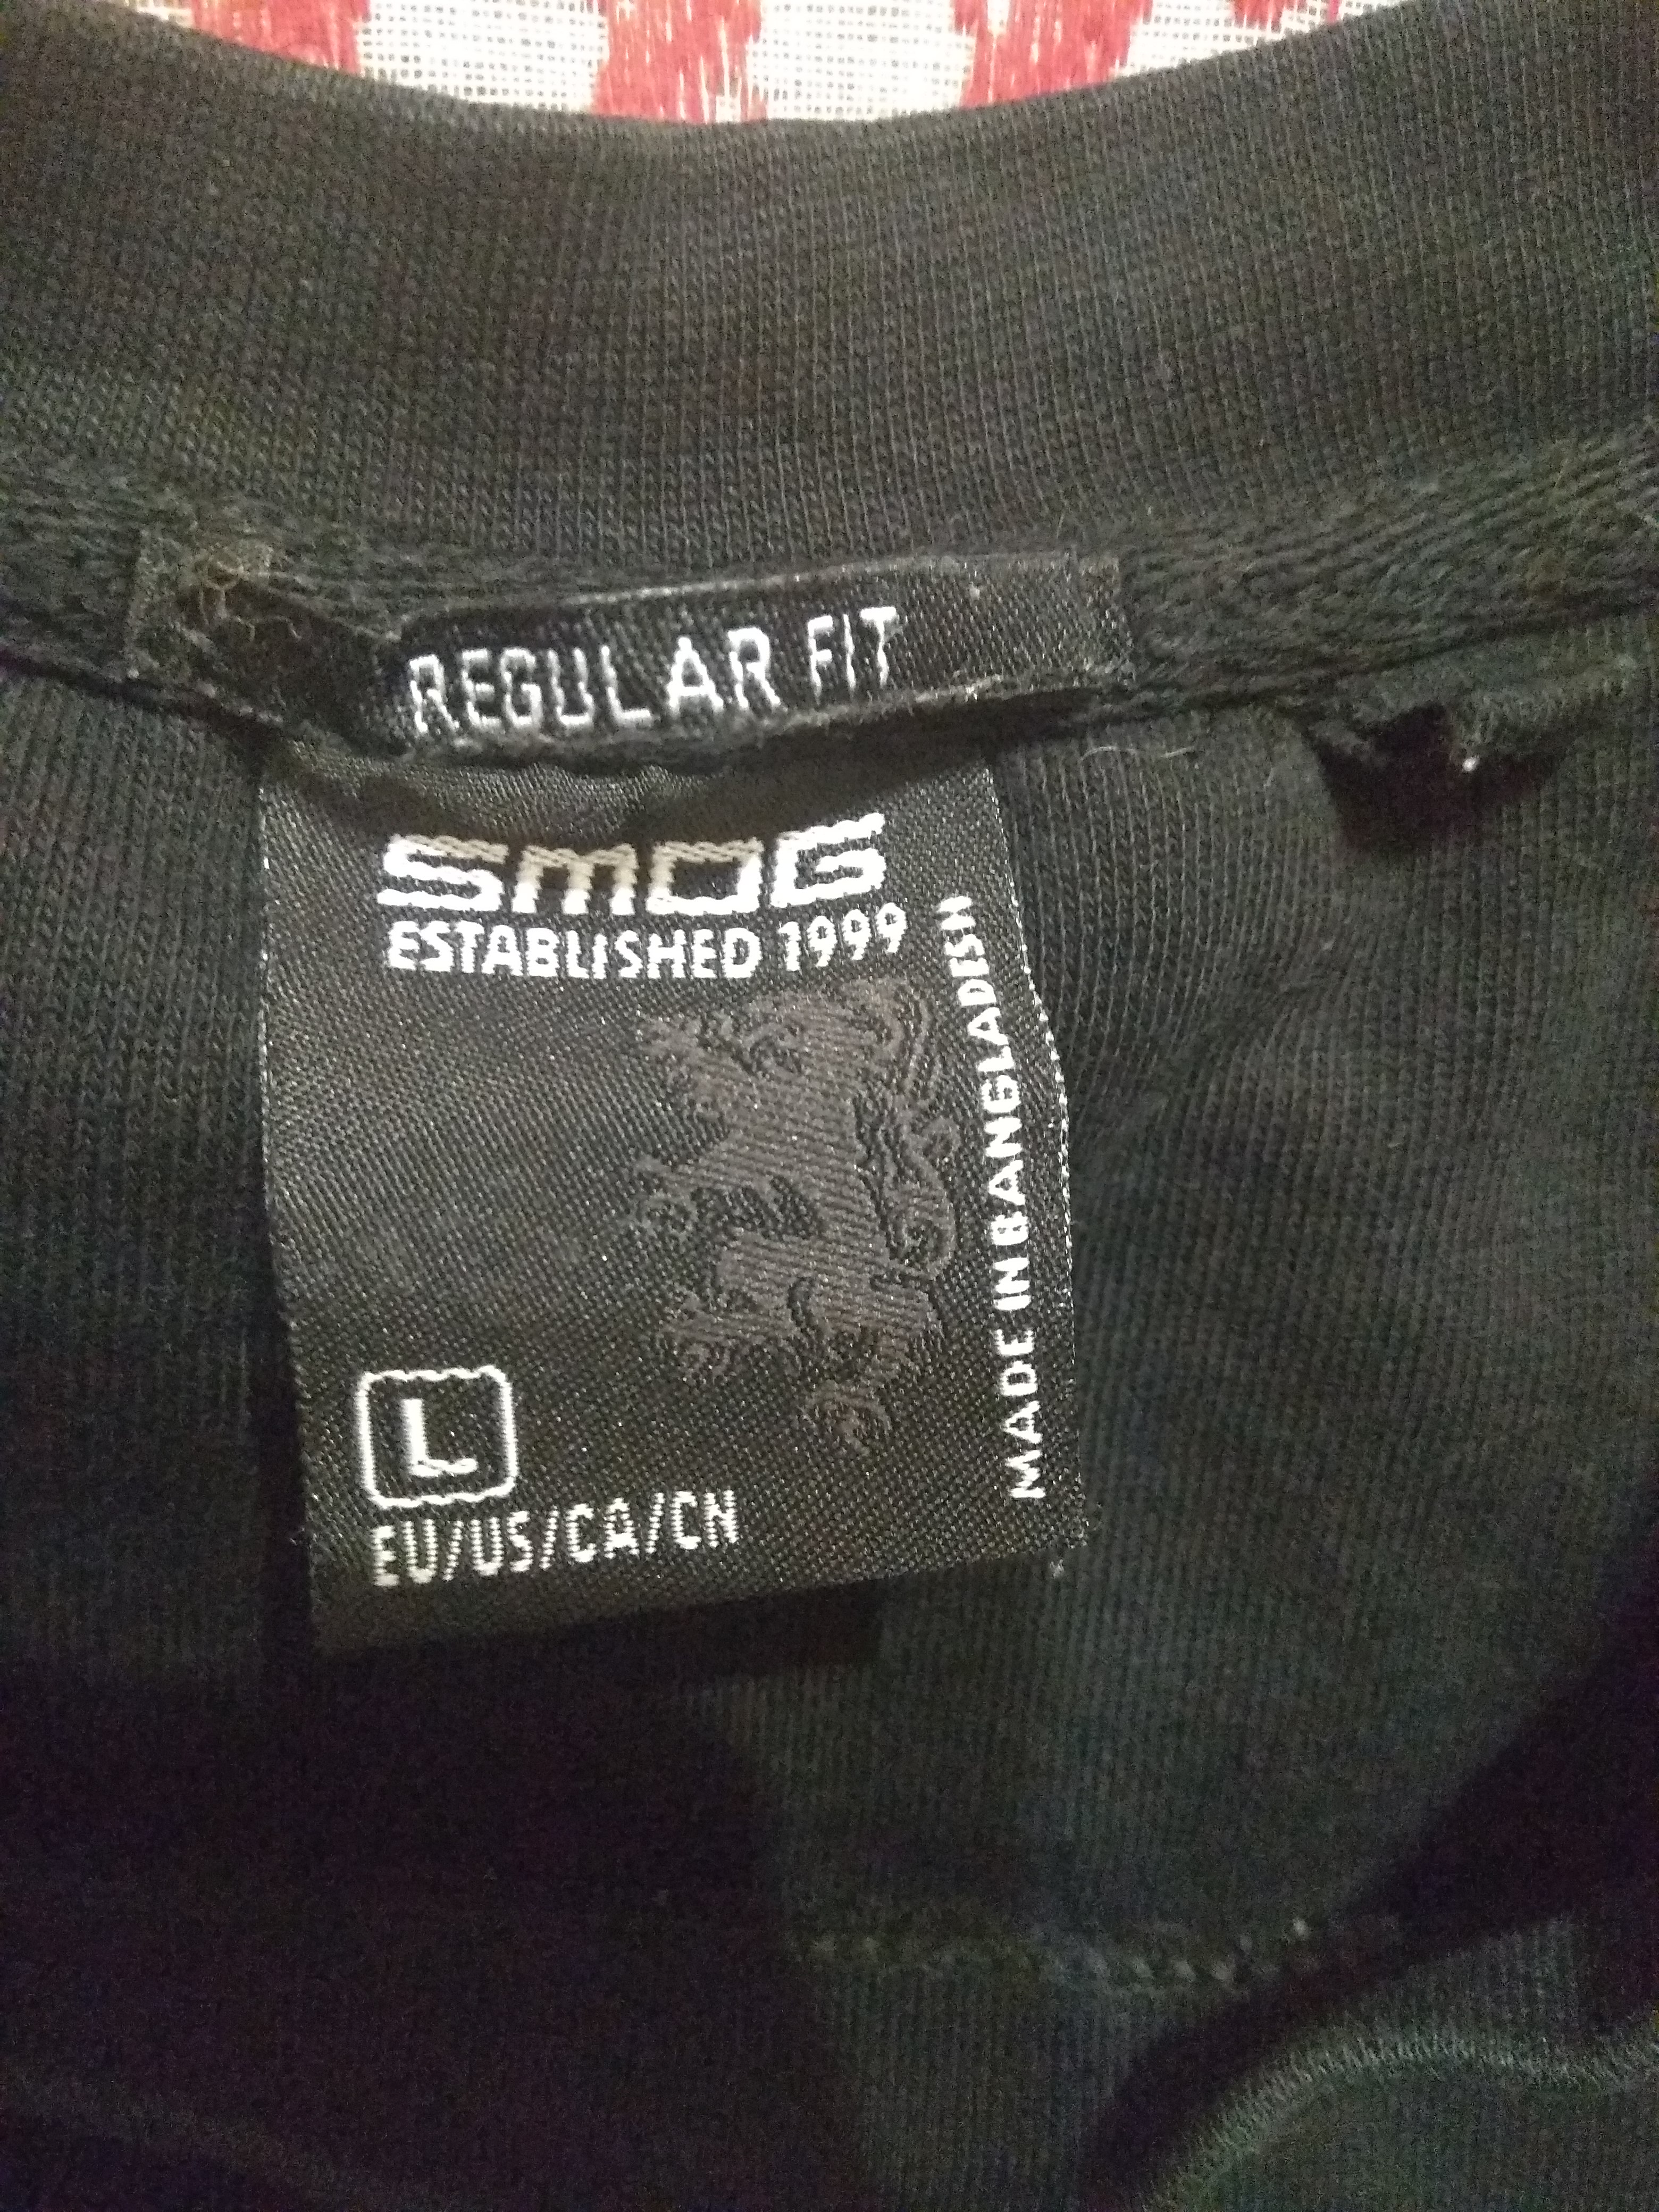 REGULAR FIT
SMOG
ESTABLISHED 1999
MADE IN BANGLADESH
L
EU/US/CA/CN